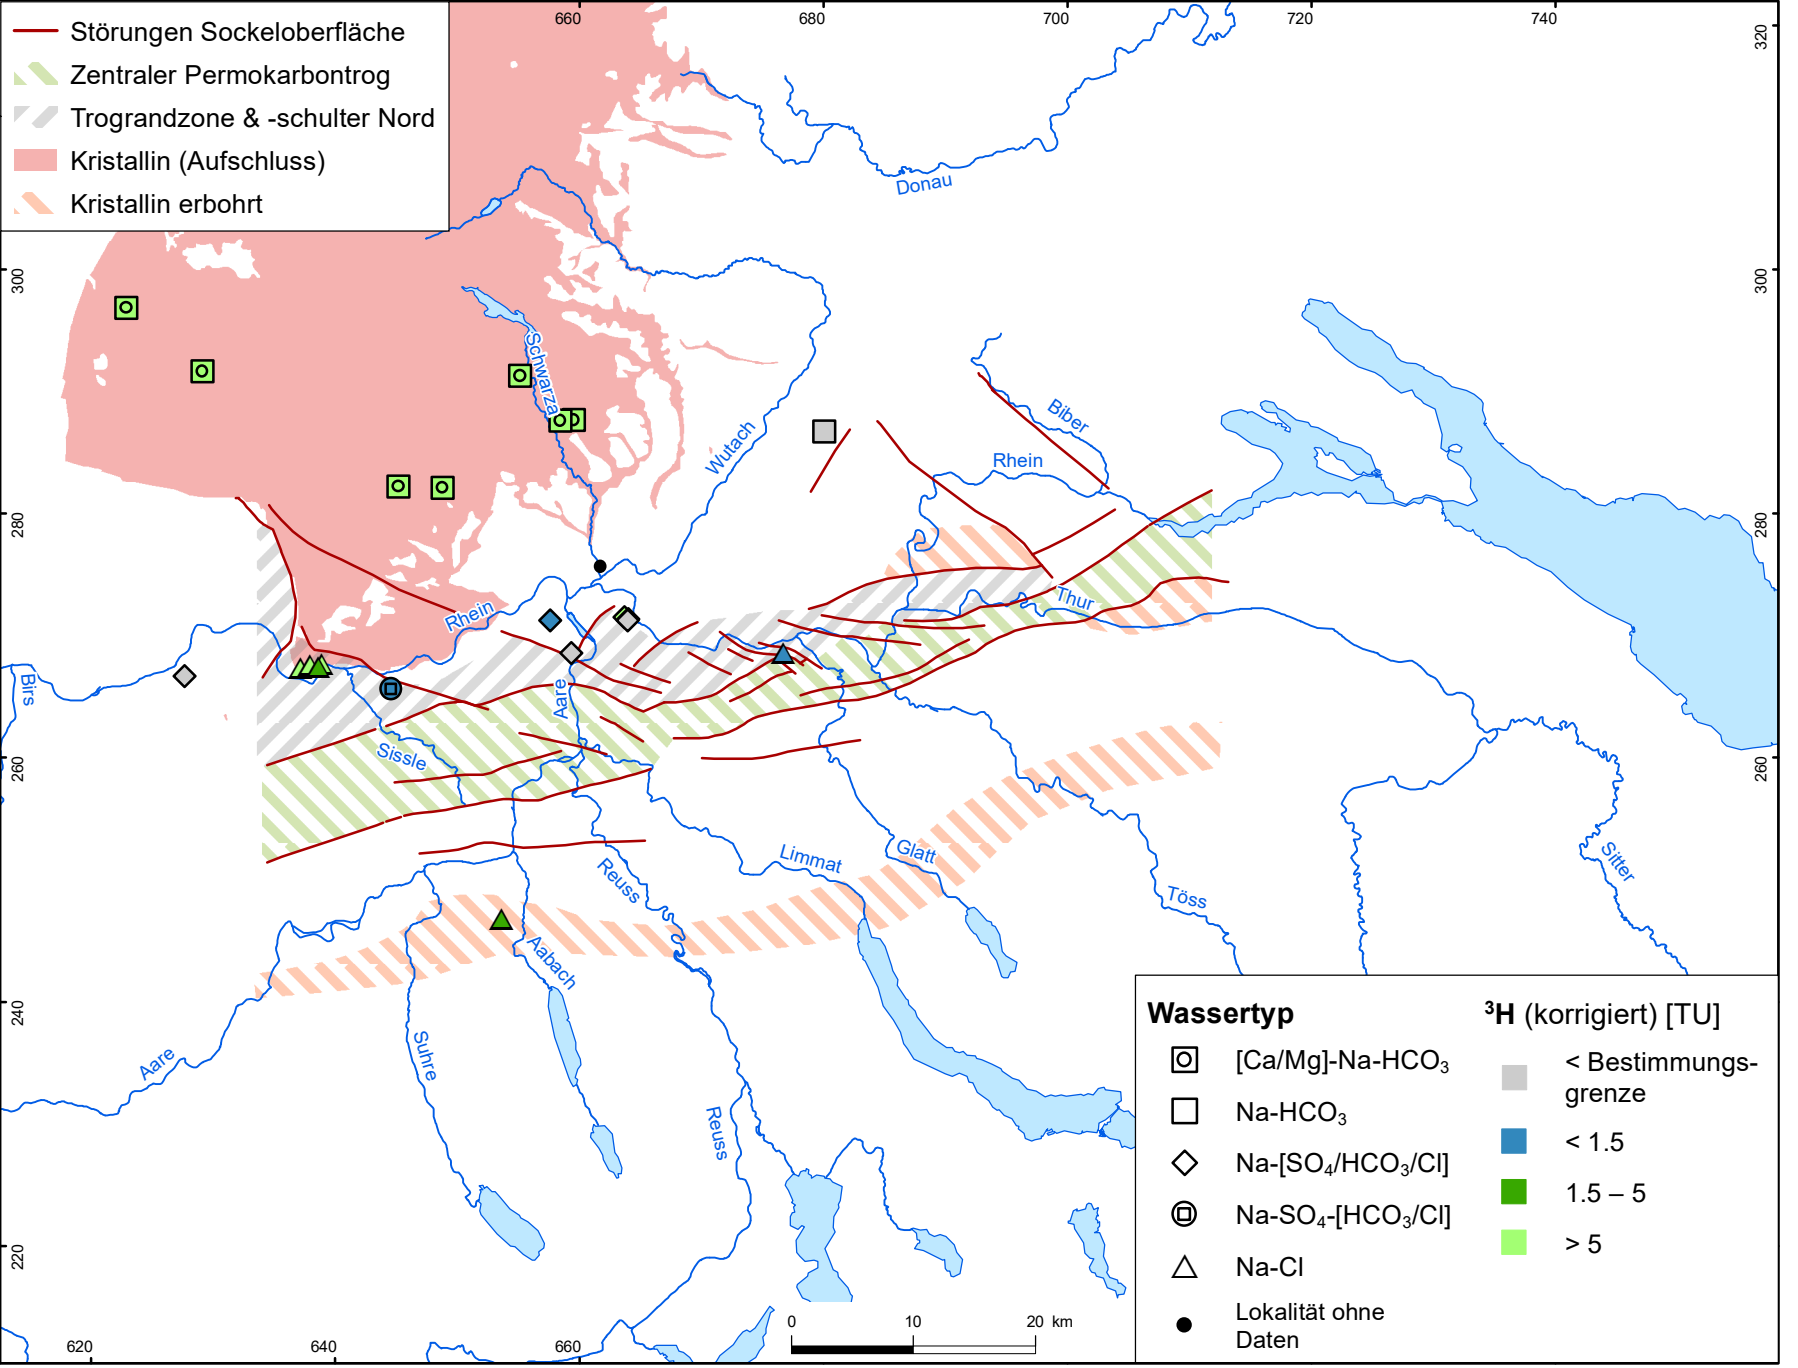 660
680
700
720
740
320
Störungen Sockeloberfläche
Zentraler Permokarbontrog
Trograndzone & -schulter Nord
Kristallin (Aufschluss)
Kristallin erbohrt
Donau
300
300
Schwarza
Wutach
Biber
Rhein
280
280
Rhein
Thur
Birs
Aare
Sissle
260
260
Limmat
Glatt
Reuss
Sitter
Töss
Aabach
240
Suhre
Aare
Reuss
220
Wassertyp
[Ca/Mg]-Na-HCO₃
Na-HCO₃
Na-[SO₄/HCO₃/Cl]
Na-SO₄-[HCO₃/Cl]
Na-Cl
Lokalität ohne
Daten
³H (korrigiert) [TU]
< Bestimmungs-
grenze
< 1.5
1.5 – 5
> 5
0 10 20 km
620
640
660